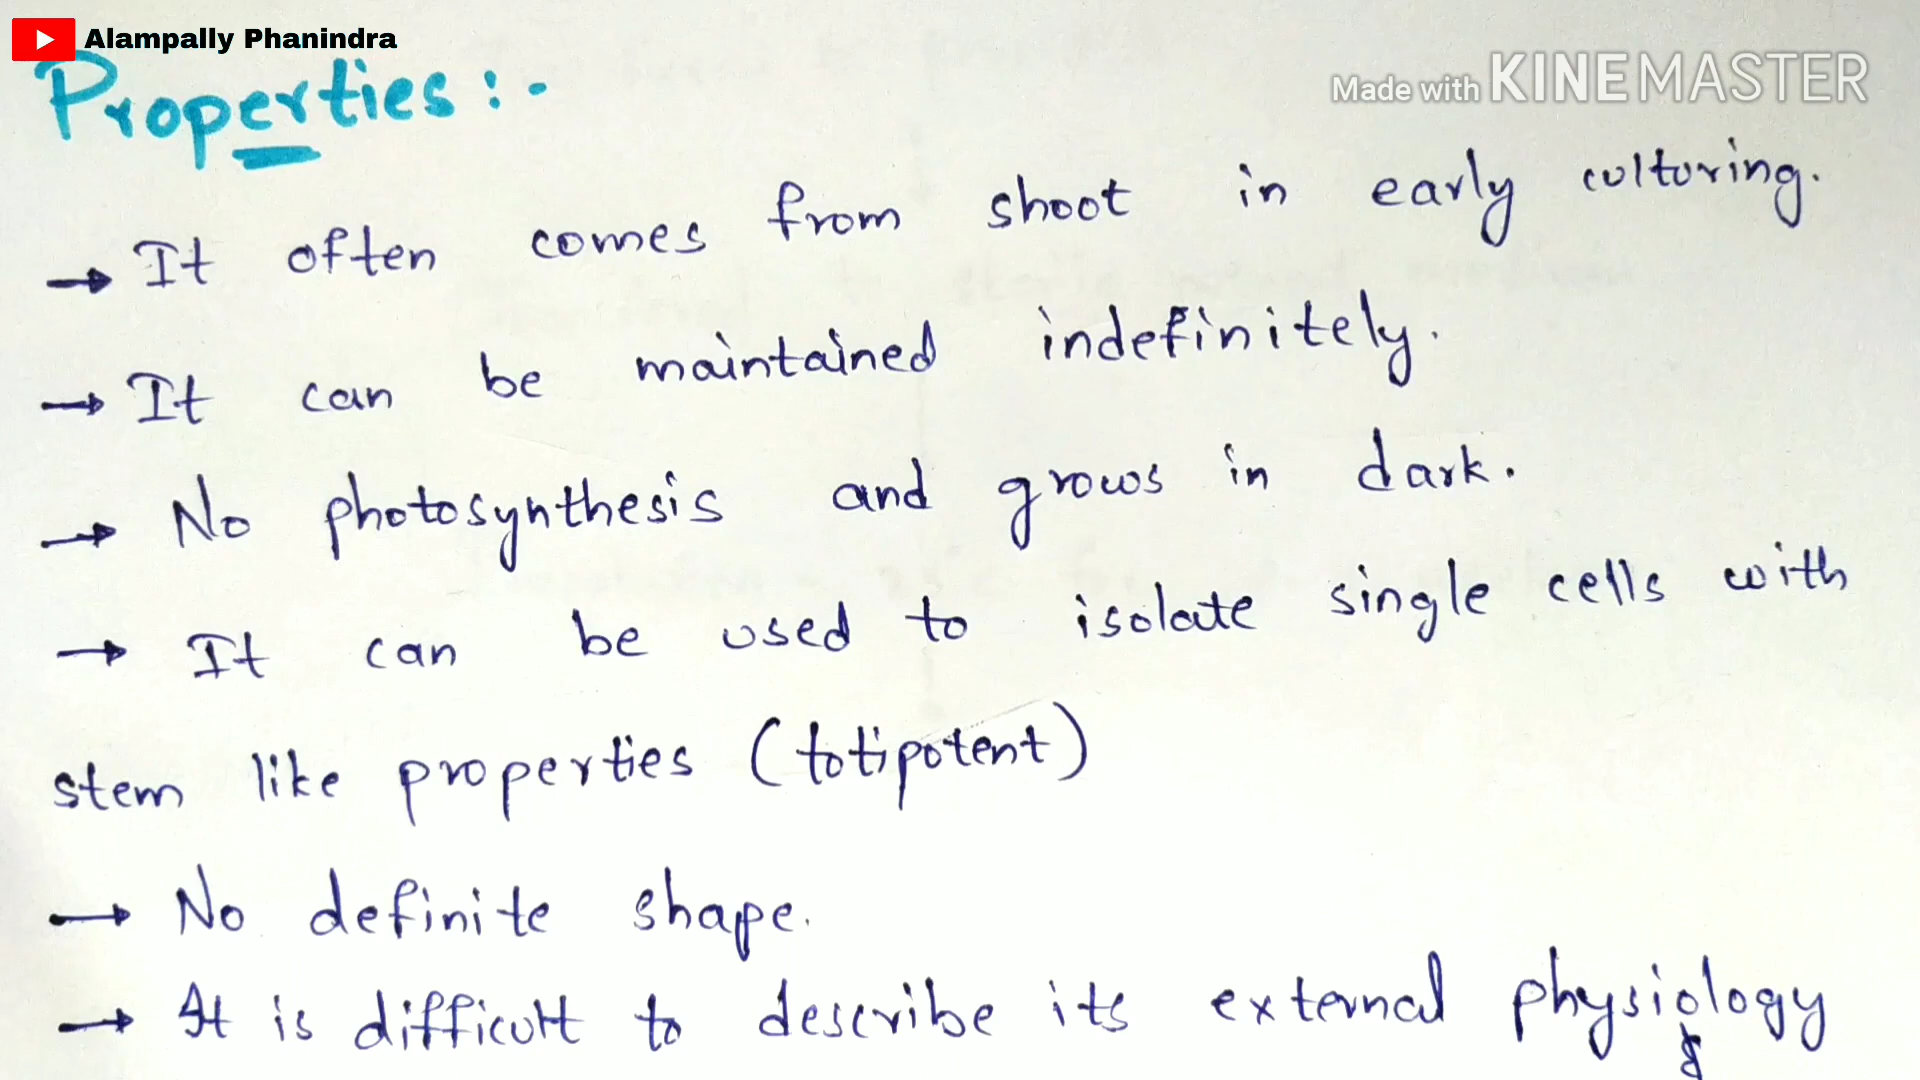 Alampally Phanindra
Made with KINEMASTER
Properties :-
→ It often comes from shoot in early culturing.
→ It can be maintained indefinitely.
→ No photosynthesis and grows in dark.
→ It can be used to isolate single cells with
stem like properties (totipotent)
→ No definite shape.
→ It is difficult to describe its external physiology